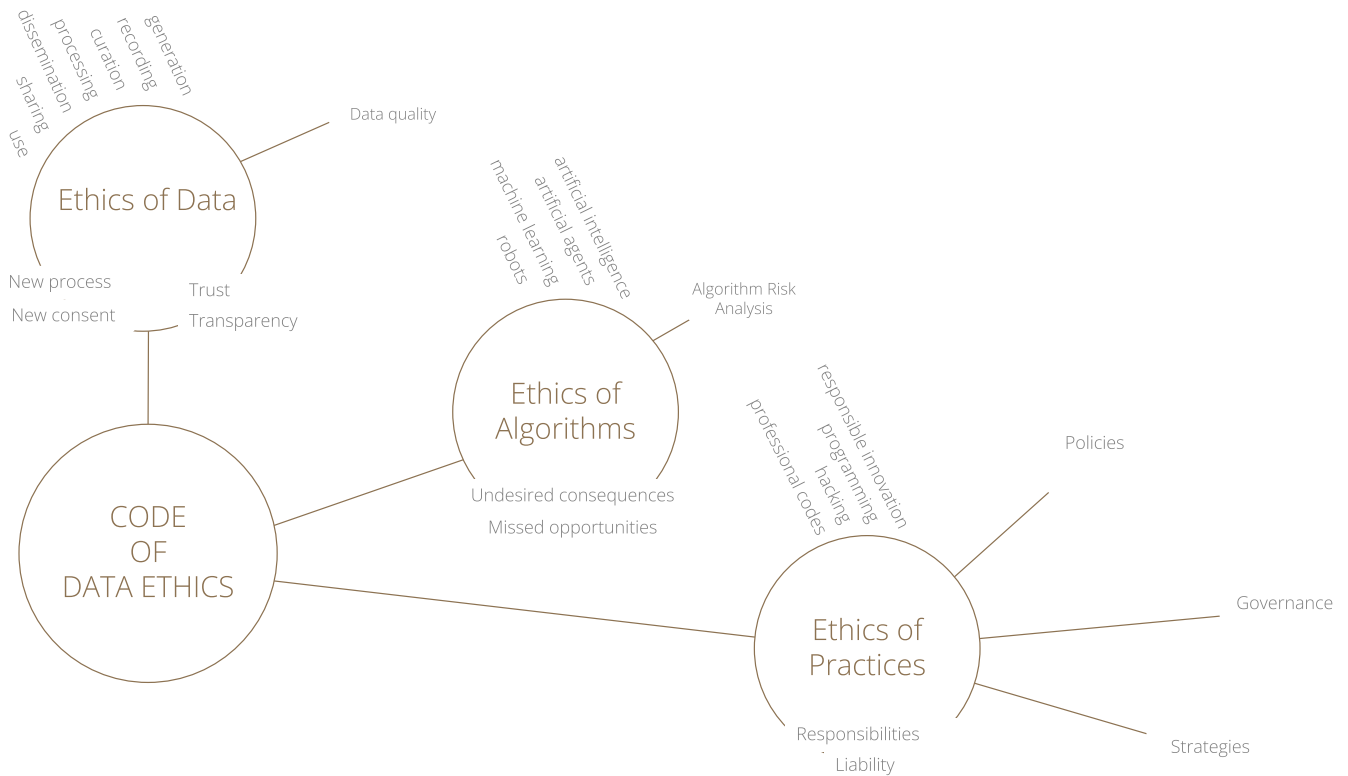 generation
recording
curation
processing
dissemination
sharing
use
Data quality
Ethics of Data
New process
New consent
Trust
Transparency
artificial intelligence
artificial agents
machine learning
robots
Algorithm Risk
Analysis
Ethics of
Algorithms
Undesired consequences
Missed opportunities
responsible innovation
programming
hacking
professional codes
Policies
CODE
OF
DATA ETHICS
Governance
Ethics of
Practices
Responsibilities
Liability
Strategies